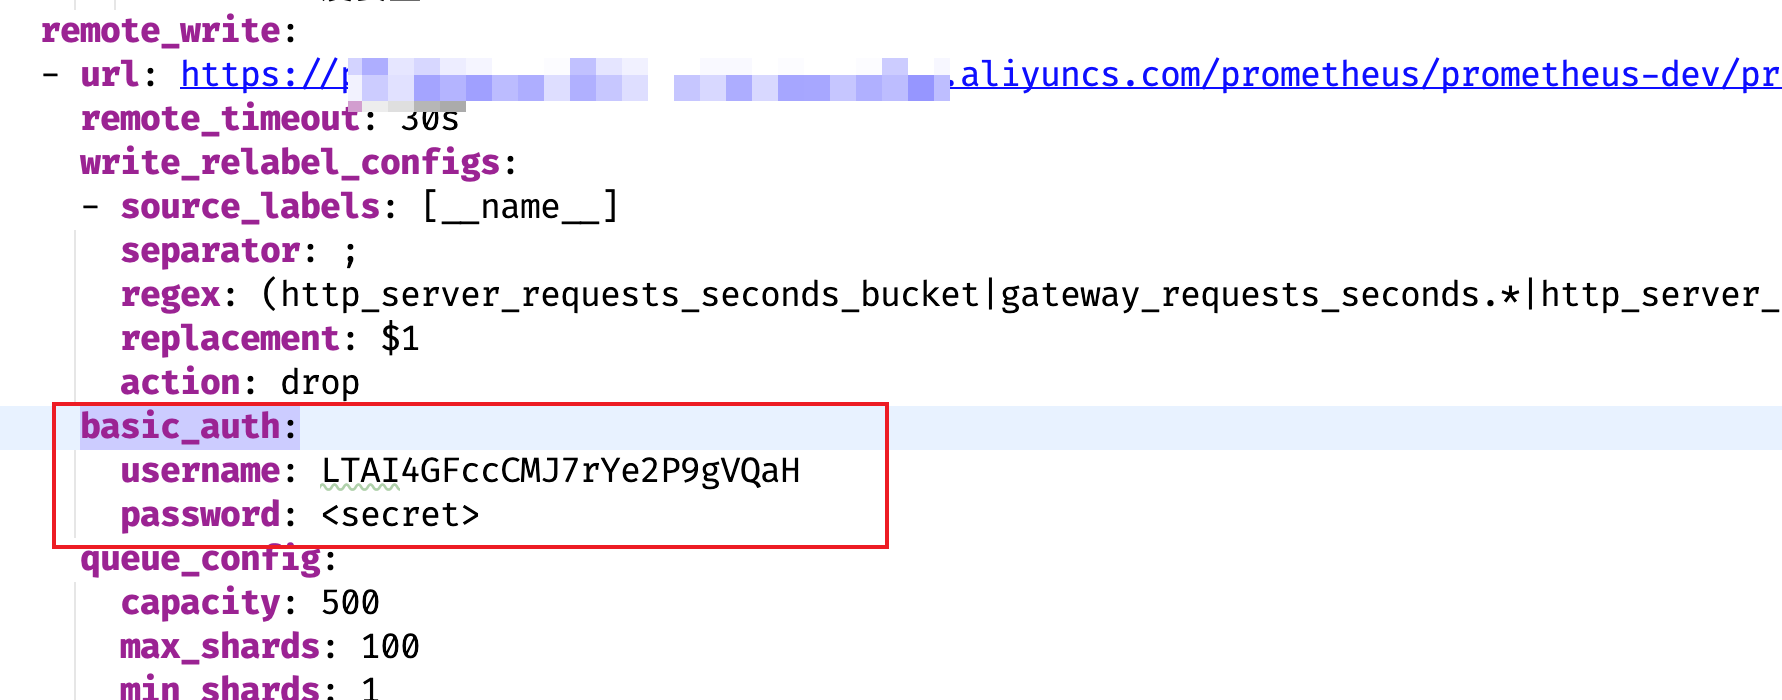 remote_write:
- url: https://p .aliyuncs.com/prometheus/prometheus-dev/pr
remote_timeout: 30s
write_relabel_configs:
- source_labels: [__name__]
separator: ;
regex: (http_server_requests_seconds_bucket|gateway_requests_seconds.*|http_server_
replacement: $1
action: drop
basic_auth:
username: LTAI4GFccCMJ7rYe2P9gVQaH
password: <secret>
queue_config:
capacity: 500
max_shards: 100
min_shards: 1